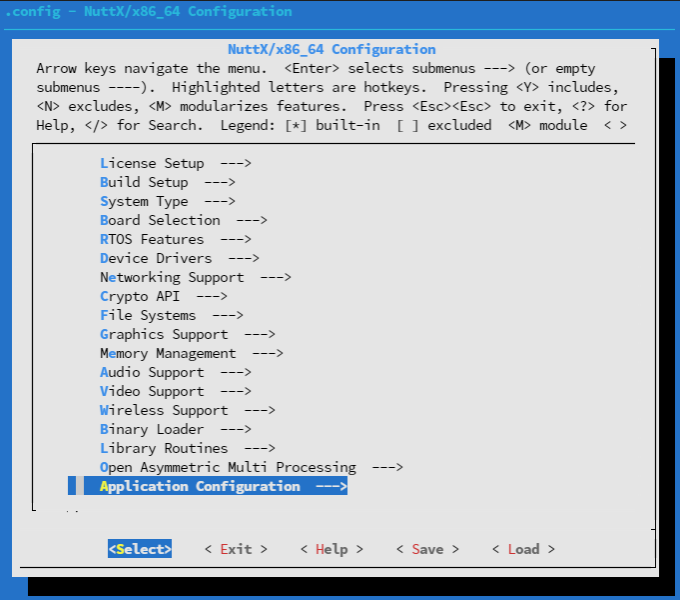 .config - NuttX/x86_64 Configuration
NuttX/x86_64 Configuration
Arrow keys navigate the menu.  <Enter> selects submenus ---> (or empty
submenus ----).  Highlighted letters are hotkeys.  Pressing <Y> includes,
<N> excludes, <M> modularizes features.  Press <Esc><Esc> to exit, <?> for
Help, </> for Search.  Legend: [*] built-in  [ ] excluded  <M> module  < >
License Setup  --->
Build Setup  --->
System Type  --->
Board Selection  --->
RTOS Features  --->
Device Drivers  --->
Networking Support  --->
Crypto API  --->
File Systems  --->
Graphics Support  --->
Memory Management  --->
Audio Support  --->
Video Support  --->
Wireless Support  --->
Binary Loader  --->
Library Routines  --->
Open Asymmetric Multi Processing  --->
Application Configuration  --->
<Select>    < Exit >    < Help >    < Save >    < Load >